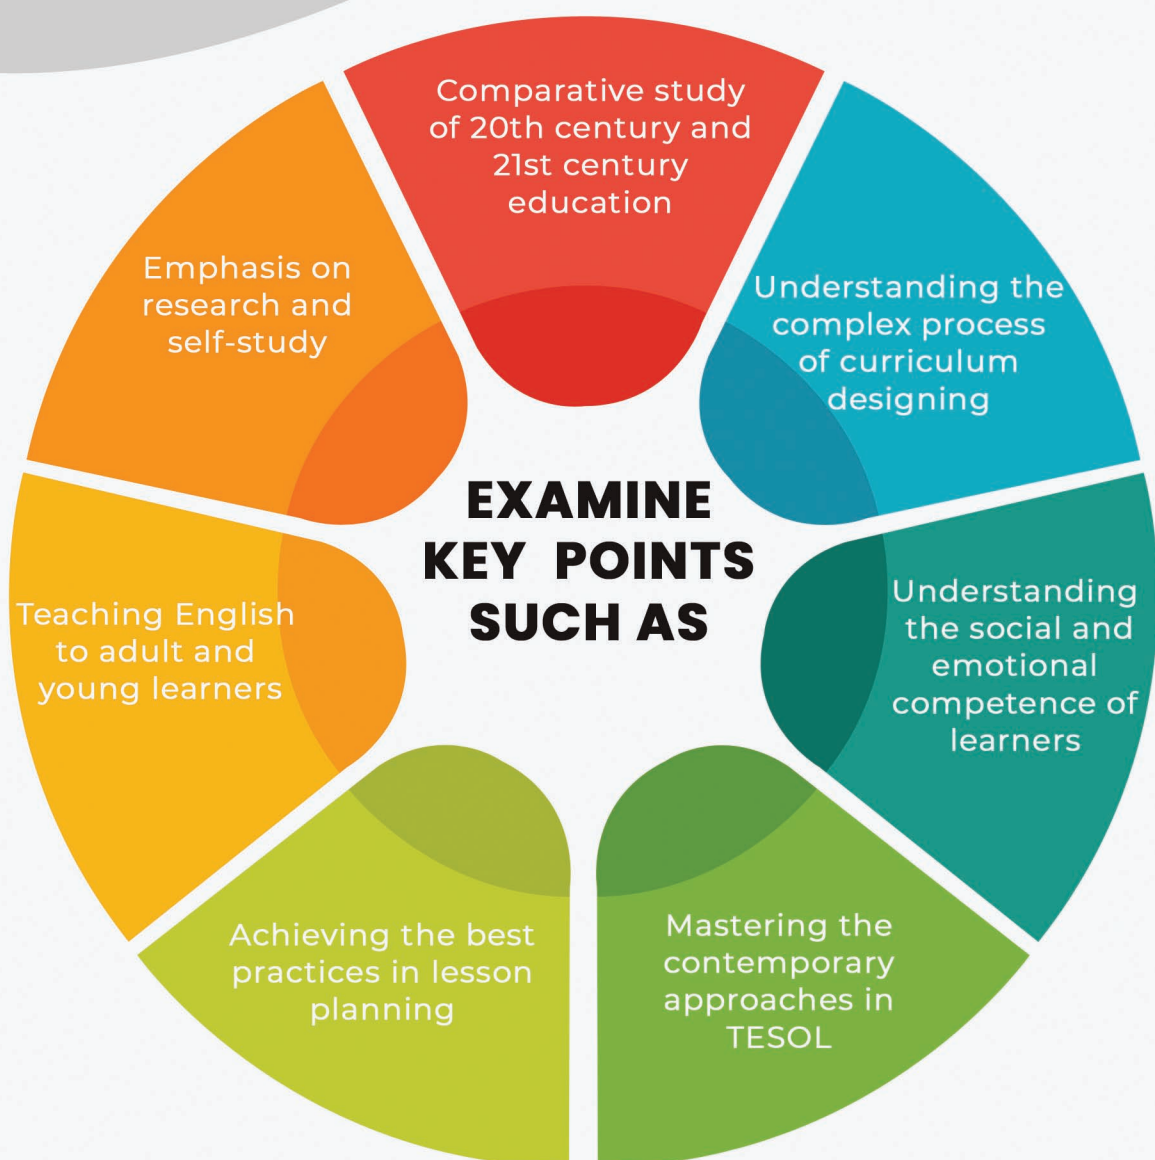 Comparative study
of 20th century and
21st century
education
Understanding the
complex process
of curriculum
designing
Understanding
the social and
emotional
competence of
learners
Mastering the
contemporary
approaches in
TESOL
Achieving the best
practices in lesson
planning
Teaching English
to adult and
young learners
Emphasis on
research and
self-study
EXAMINE
KEY POINTS
SUCH AS